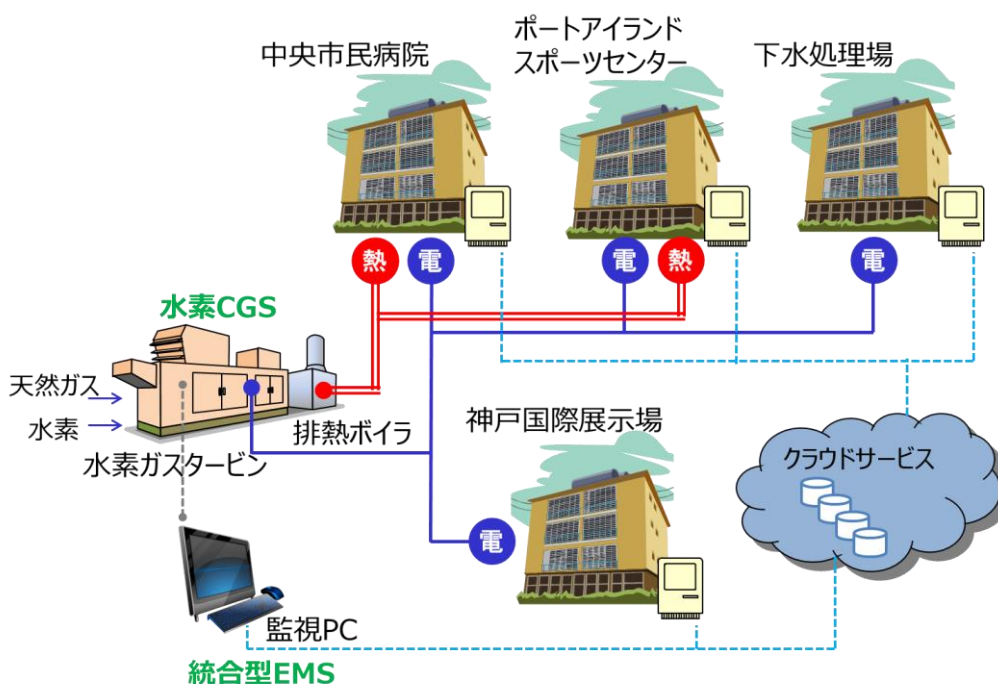 中央市民病院
ポートアイランド
スポーツセンター
下水処理場
熱
電
電
熱
電
水素CGS
天然ガス
水素
排熱ボイラ
水素ガスタービン
神戸国際展示場
電
クラウドサービス
監視PC
統合型EMS